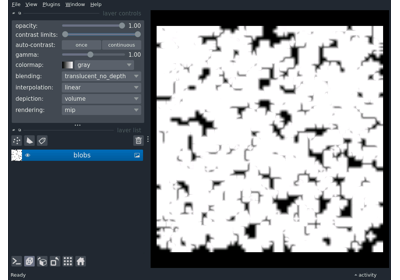 File View Plugins Window Help
layer controls
opacity: 1.00
contrast limits:
auto-contrast: once continuous
gamma: 1.00
colormap: gray
blending: translucent_no_depth
interpolation: linear
depiction: volume
rendering: mip
layer list
blobs
Ready
activity